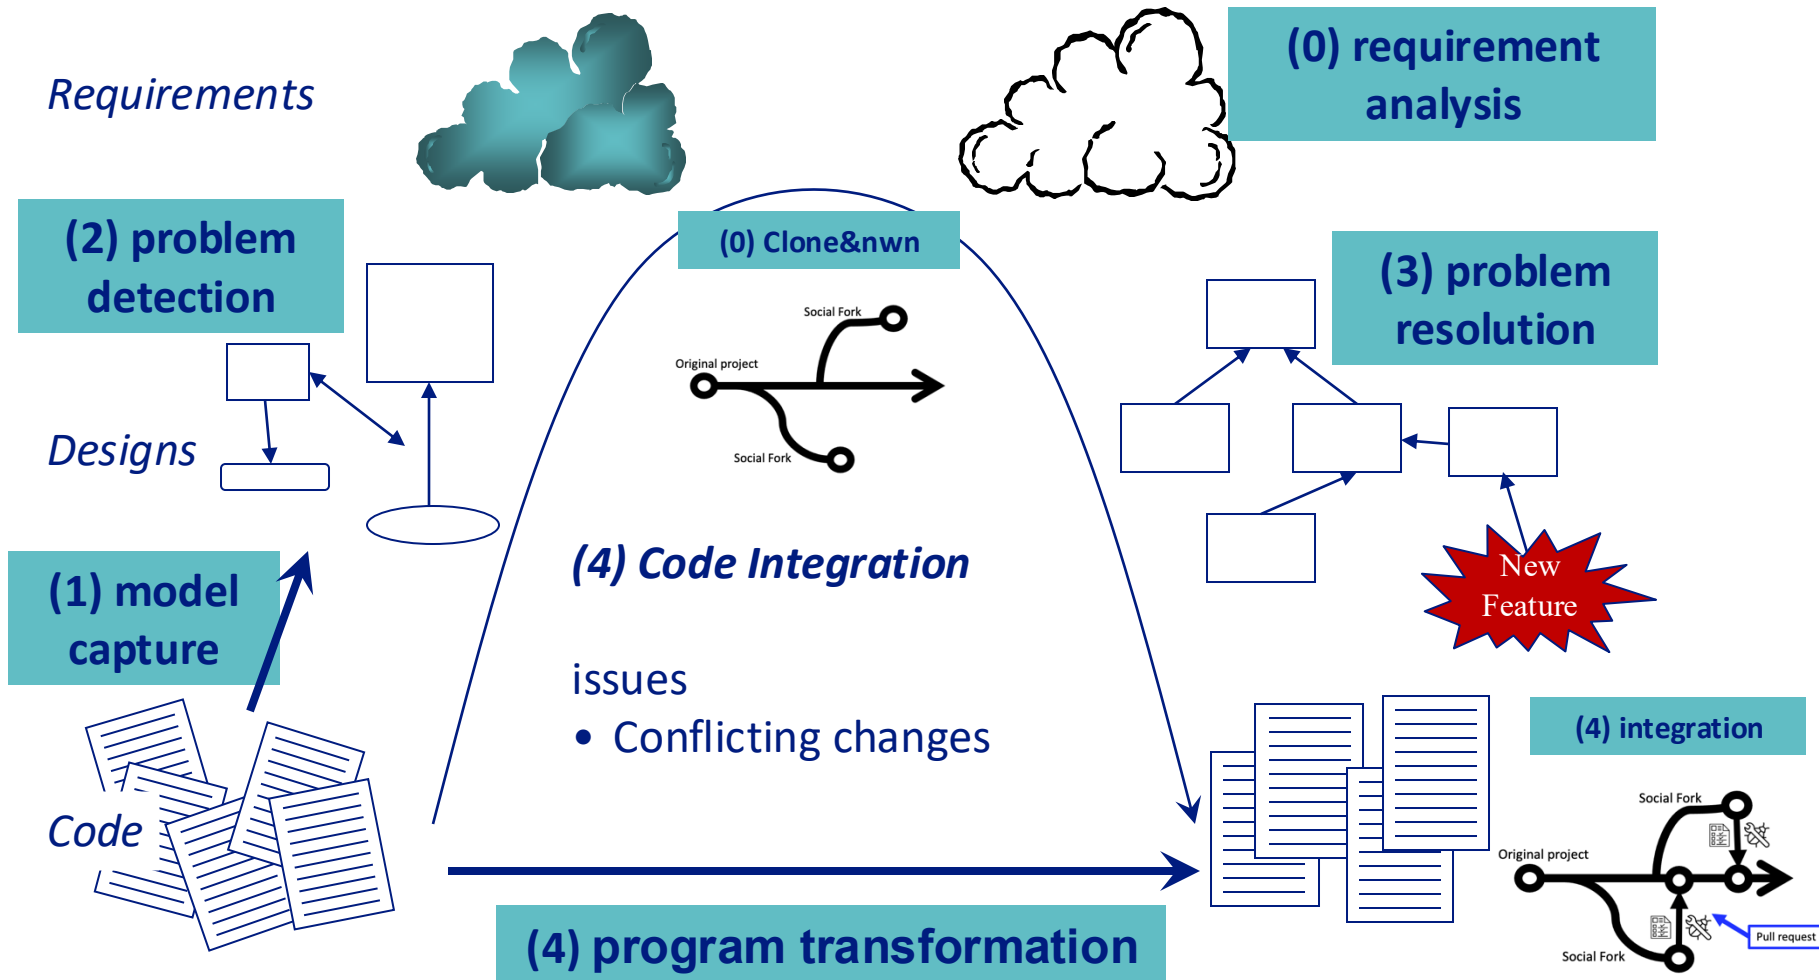 Requirements
(0) requirement
analysis
(2) problem
detection
(0) Clone&nwn
(3) problem
resolution
Social Fork
Original project
Social Fork
Designs
(4) Code Integration
New
Feature
(1) model
capture
issues
• Conflicting changes
(4) integration
Code
Social Fork
Original project
Pull request
Social Fork
(4) program transformation